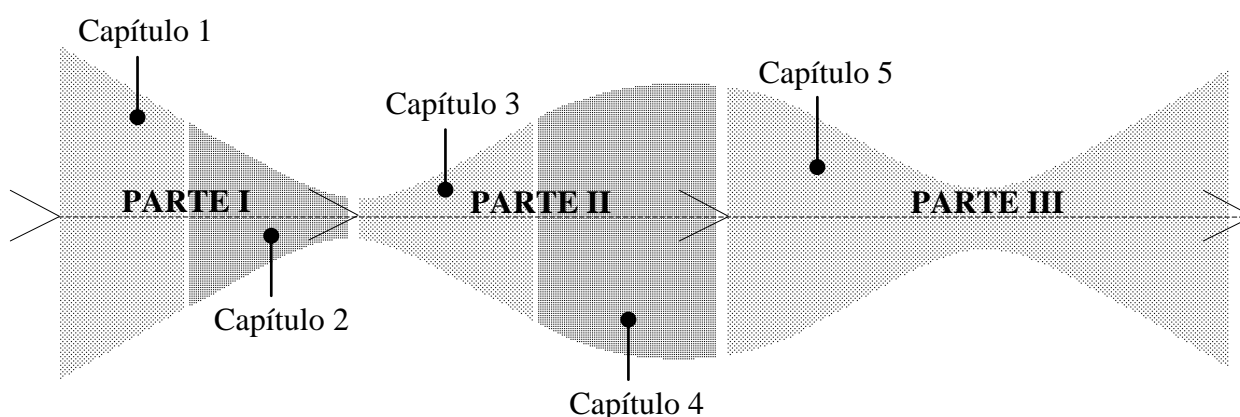 Capítulo 1
Capítulo 5
Capítulo 3
PARTE I
PARTE II
PARTE III
Capítulo 2
Capítulo 4